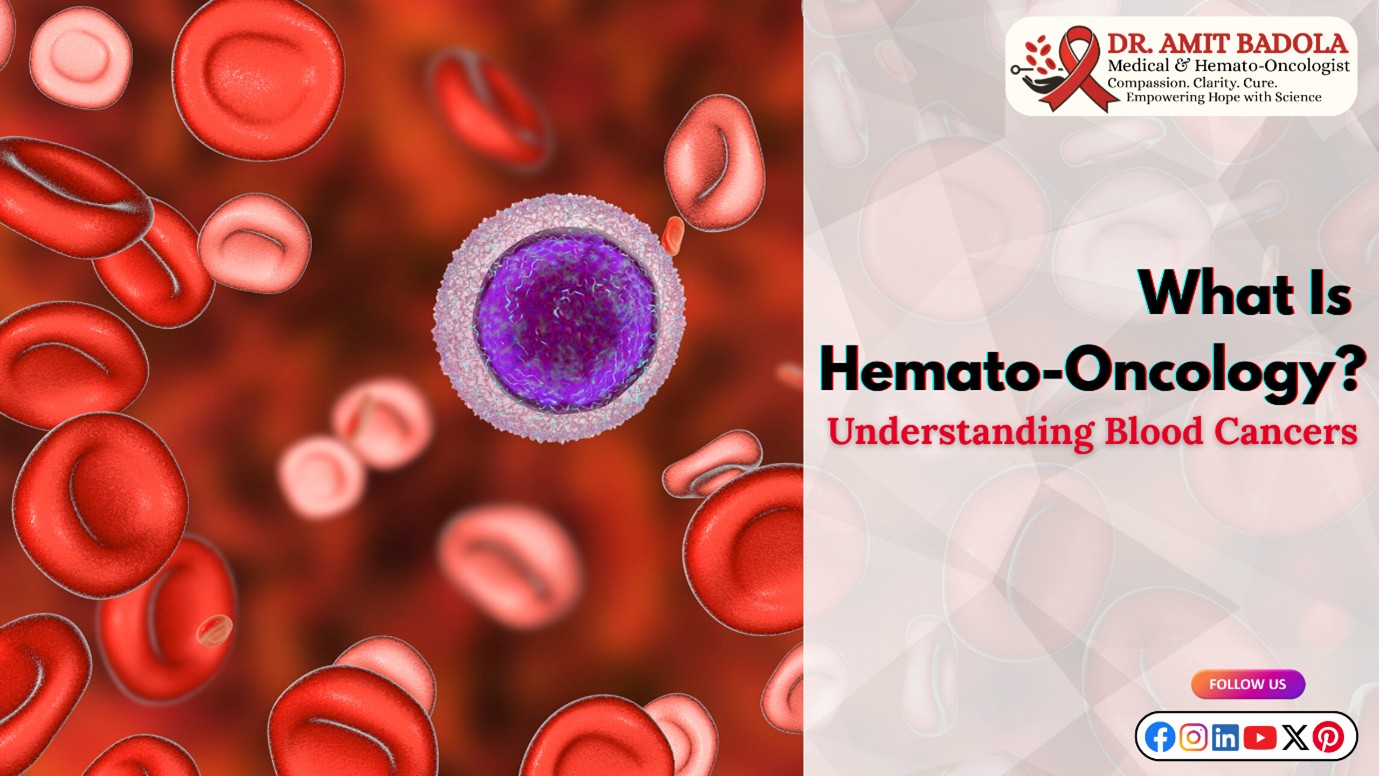 DR. AMIT BADOLA
Medical & Hemato-Oncologist
Compassion. Clarity. Cure.
Empowering Hope with Science
What Is
Hemato-Oncology?
Understanding Blood Cancers
FOLLOW US